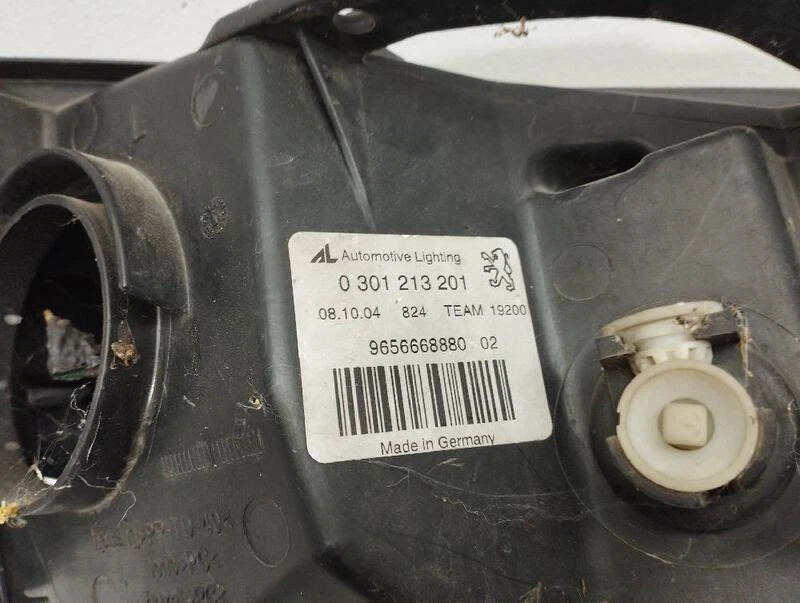 AL Automotive Lighting
0 301 213 201
08.10.04 824 TEAM 19200
9656668880 02
Made in Germany